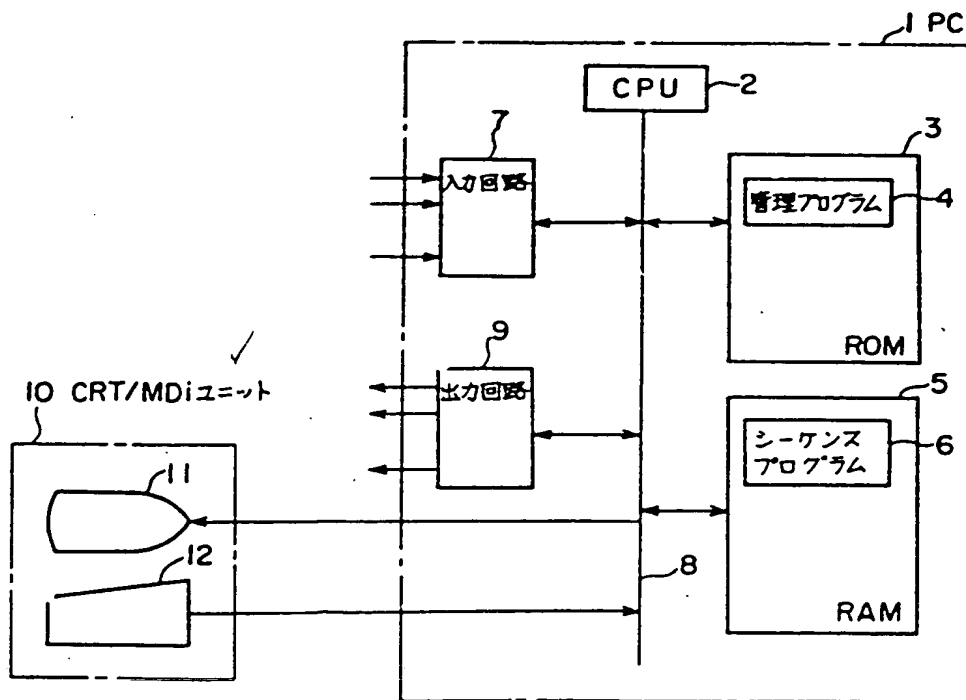 1 PC
CPU
2
7
入力回路
3
管理プログラム
4
ROM
9
出力回路
10 CRT/MDiユニット
5
シーケンス
プログラム
6
11
12
8
RAM